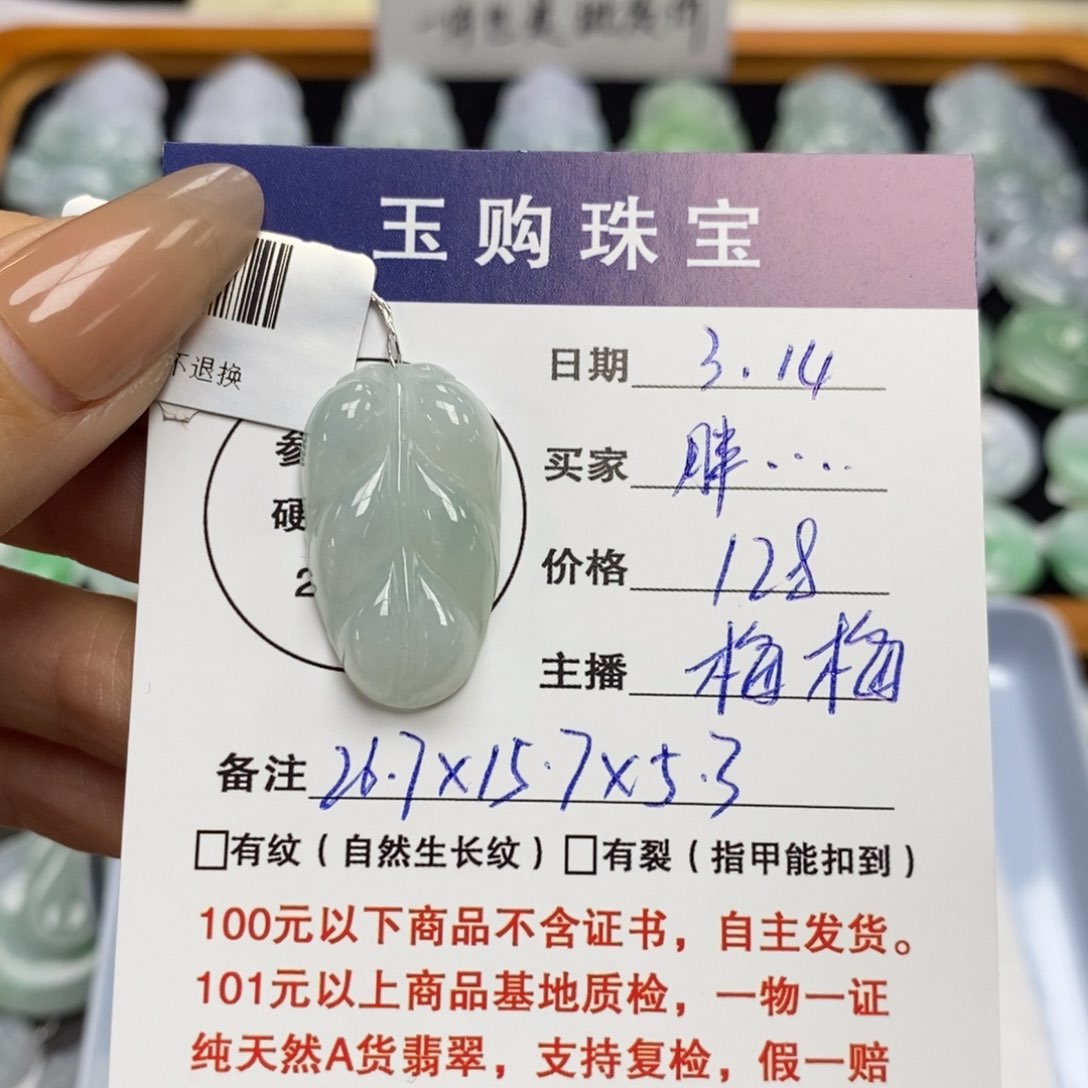 玉购珠宝
不退换
日期 3.14
买家 胖....
价格 128
主播 梅梅
备注 26.7×15.7×5.3
□有纹（自然生长纹）□有裂（指甲能扣到）
100元以下商品不含证书，自主发货。
101元以上商品基地质检，一物一证
纯天然A货翡翠，支持复检，假一赔